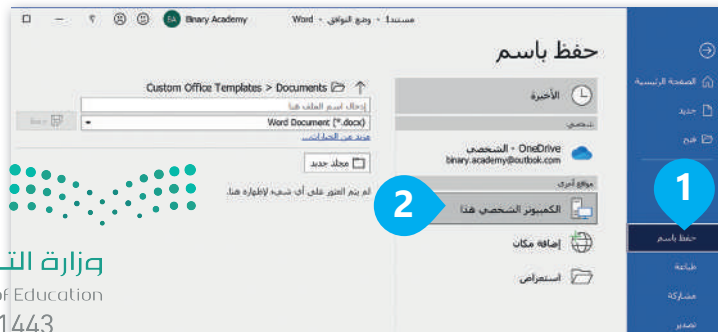 مستند1 - وضع التوافق - Word
Binary Academy
BA
حفظ باسم
الصفحة الرئيسية
جديد
فتح
1
حفظ باسم
طباعة
مشاركة
تصدير
الأخيرة
شخصي
OneDrive - الشخصي
binary.academy@outlook.com
مواقع أخرى
2
الكمبيوتر الشخصي هذا
إضافة مكان
استعراض
Custom Office Templates > Documents
إدخال اسم الملف هنا
Word Document (*.docx)
مزيد من الخيارات...
مجلد جديد
لم يتم العثور على أي شيء لإظهاره هنا.
وزارة التـ
of Education
1443